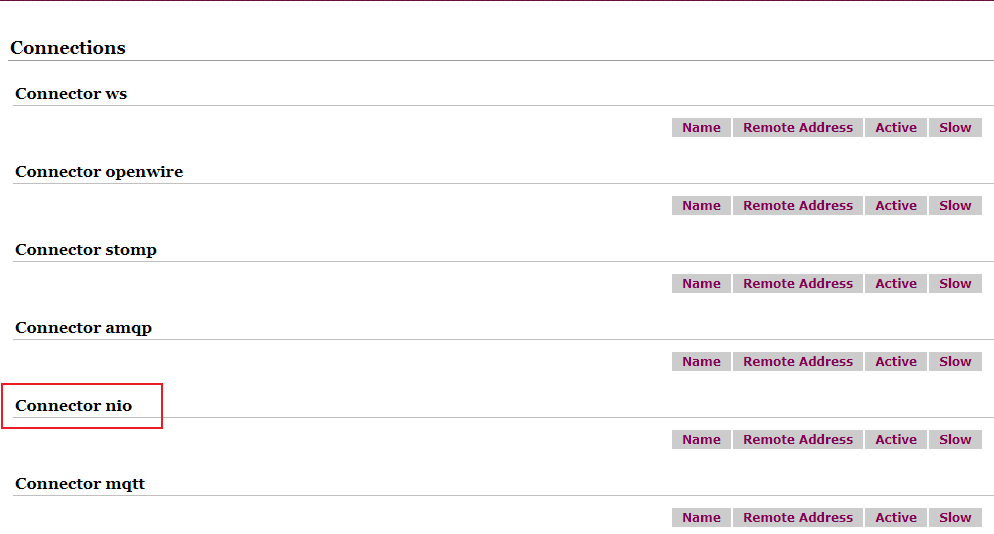 Connections
Connector ws
Name Remote Address Active Slow
Connector openwire
Name Remote Address Active Slow
Connector stomp
Name Remote Address Active Slow
Connector amqp
Name Remote Address Active Slow
Connector nio
Name Remote Address Active Slow
Connector mqtt
Name Remote Address Active Slow